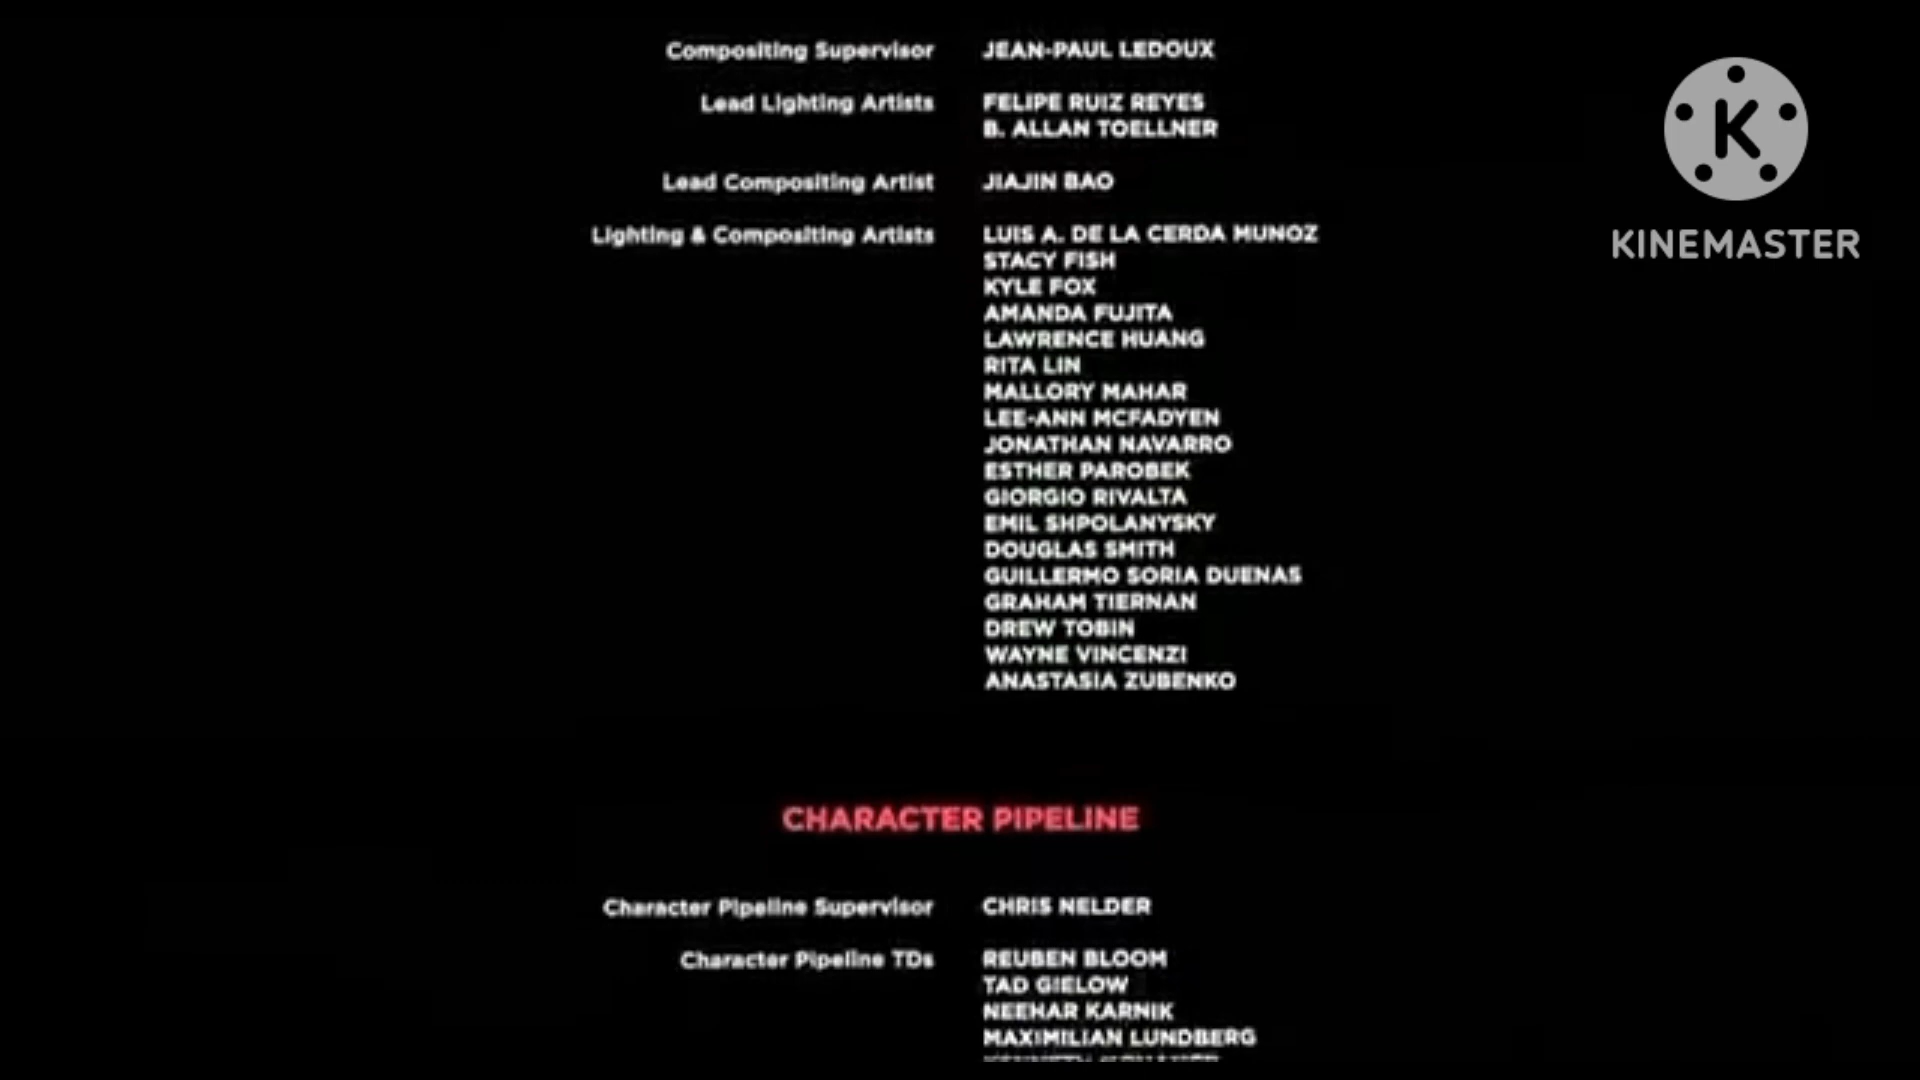 Compositing Supervisor JEAN-PAUL LEDOUX
Lead Lighting Artists FELIPE RUIZ REYES
B. ALLAN TOELLNER
Lead Compositing Artist JIAJIN BAO
Lighting & Compositing Artists LUIS A. DE LA CERDA MUNOZ
STACY FISH
KYLE FOX
AMANDA FUJITA
LAWRENCE HUANG
RITA LIN
MALLORY MAHAR
LEE-ANN MCFADYEN
JONATHAN NAVARRO
ESTHER PAROBEK
GIORGIO RIVALTA
EMIL SHPOLANYSKY
DOUGLAS SMITH
GUILLERMO SORIA DUENAS
GRAHAM TIERNAN
DREW TOBIN
WAYNE VINCENZI
ANASTASIA ZUBENKO
CHARACTER PIPELINE
Character Pipeline Supervisor CHRIS NELDER
Character Pipeline TDs REUBEN BLOOM
TAD GIELOW
NEEHAR KARNIK
MAXIMILIAN LUNDBERG
K
KINEMASTER